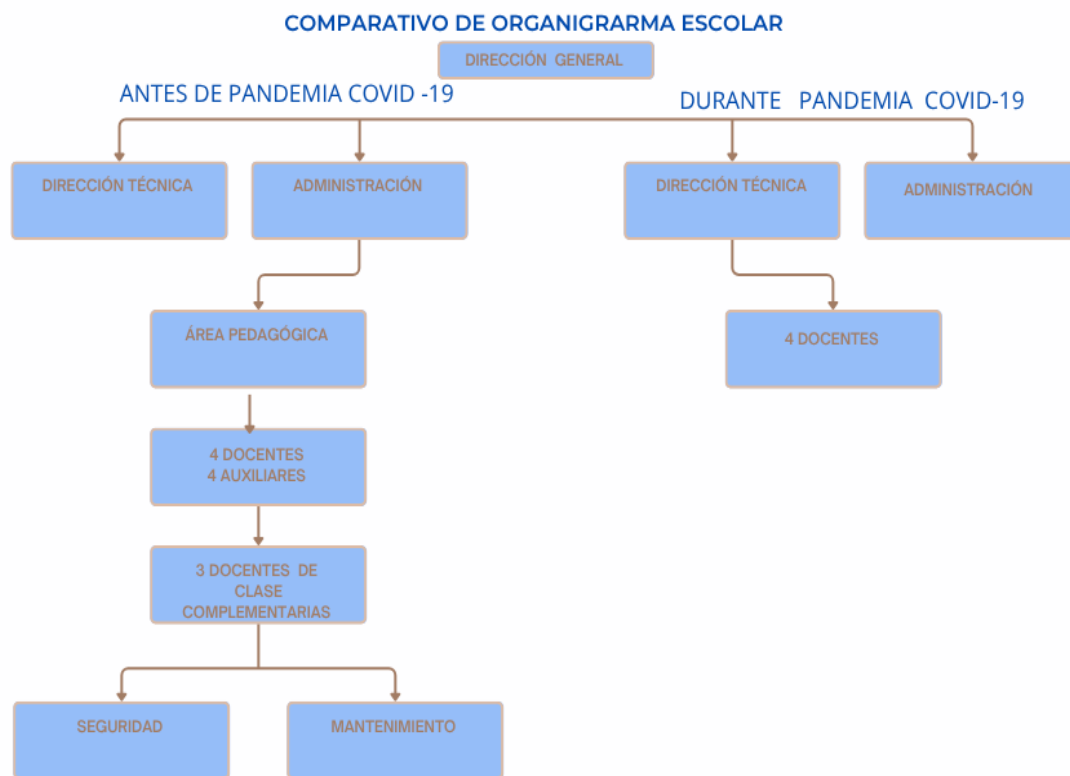 COMPARATIVO DE ORGANIGRARMA ESCOLAR
DIRECCIÓN GENERAL
ANTES DE PANDEMIA COVID -19
DURANTE PANDEMIA COVID-19
DIRECCIÓN TÉCNICA
ADMINISTRACIÓN
DIRECCIÓN TÉCNICA
ADMINISTRACIÓN
ÁREA PEDAGÓGICA
4 DOCENTES
4 DOCENTES
4 AUXILIARES
3 DOCENTES DE
CLASE
COMPLEMENTARIAS
SEGURIDAD
MANTENIMIENTO